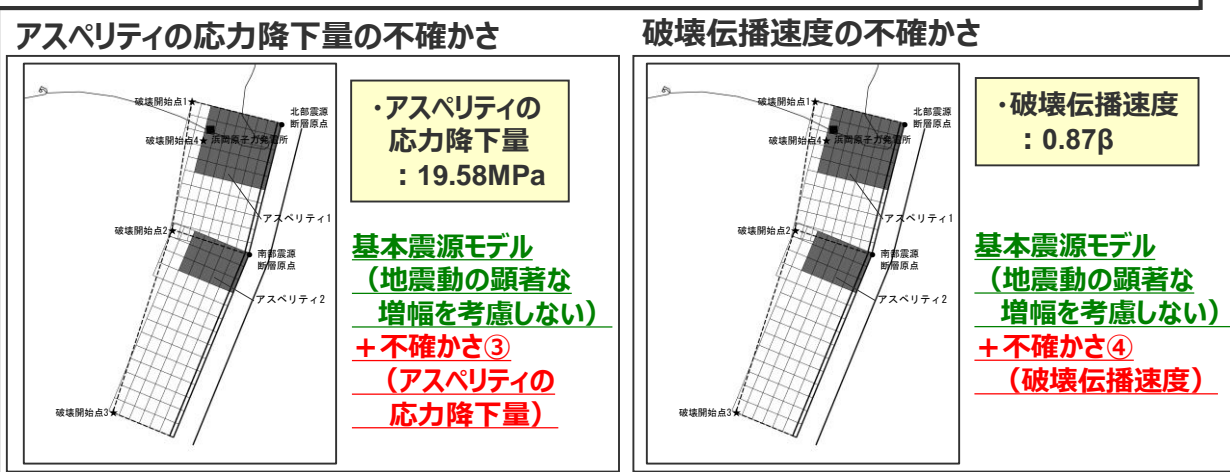 アスペリティの応力降下量の不確かさ
破壊開始点1★
北部震源
断層原点
破壊開始点4★
浜岡原子力発電所
アスペリティ1
破壊開始点2★
南部震源
断層原点
アスペリティ2
破壊開始点3★
・アスペリティの
応力降下量
：19.58MPa
基本震源モデル
（地震動の顕著な
増幅を考慮しない）
＋不確かさ③
（アスペリティの
応力降下量）
破壊伝播速度の不確かさ
破壊開始点1★
北部震源
断層原点
破壊開始点4★
浜岡原子力発電所
アスペリティ1
破壊開始点2★
南部震源
断層原点
アスペリティ2
破壊開始点3★
・破壊伝播速度
：0.87β
基本震源モデル
（地震動の顕著な
増幅を考慮しない）
＋不確かさ④
（破壊伝播速度）